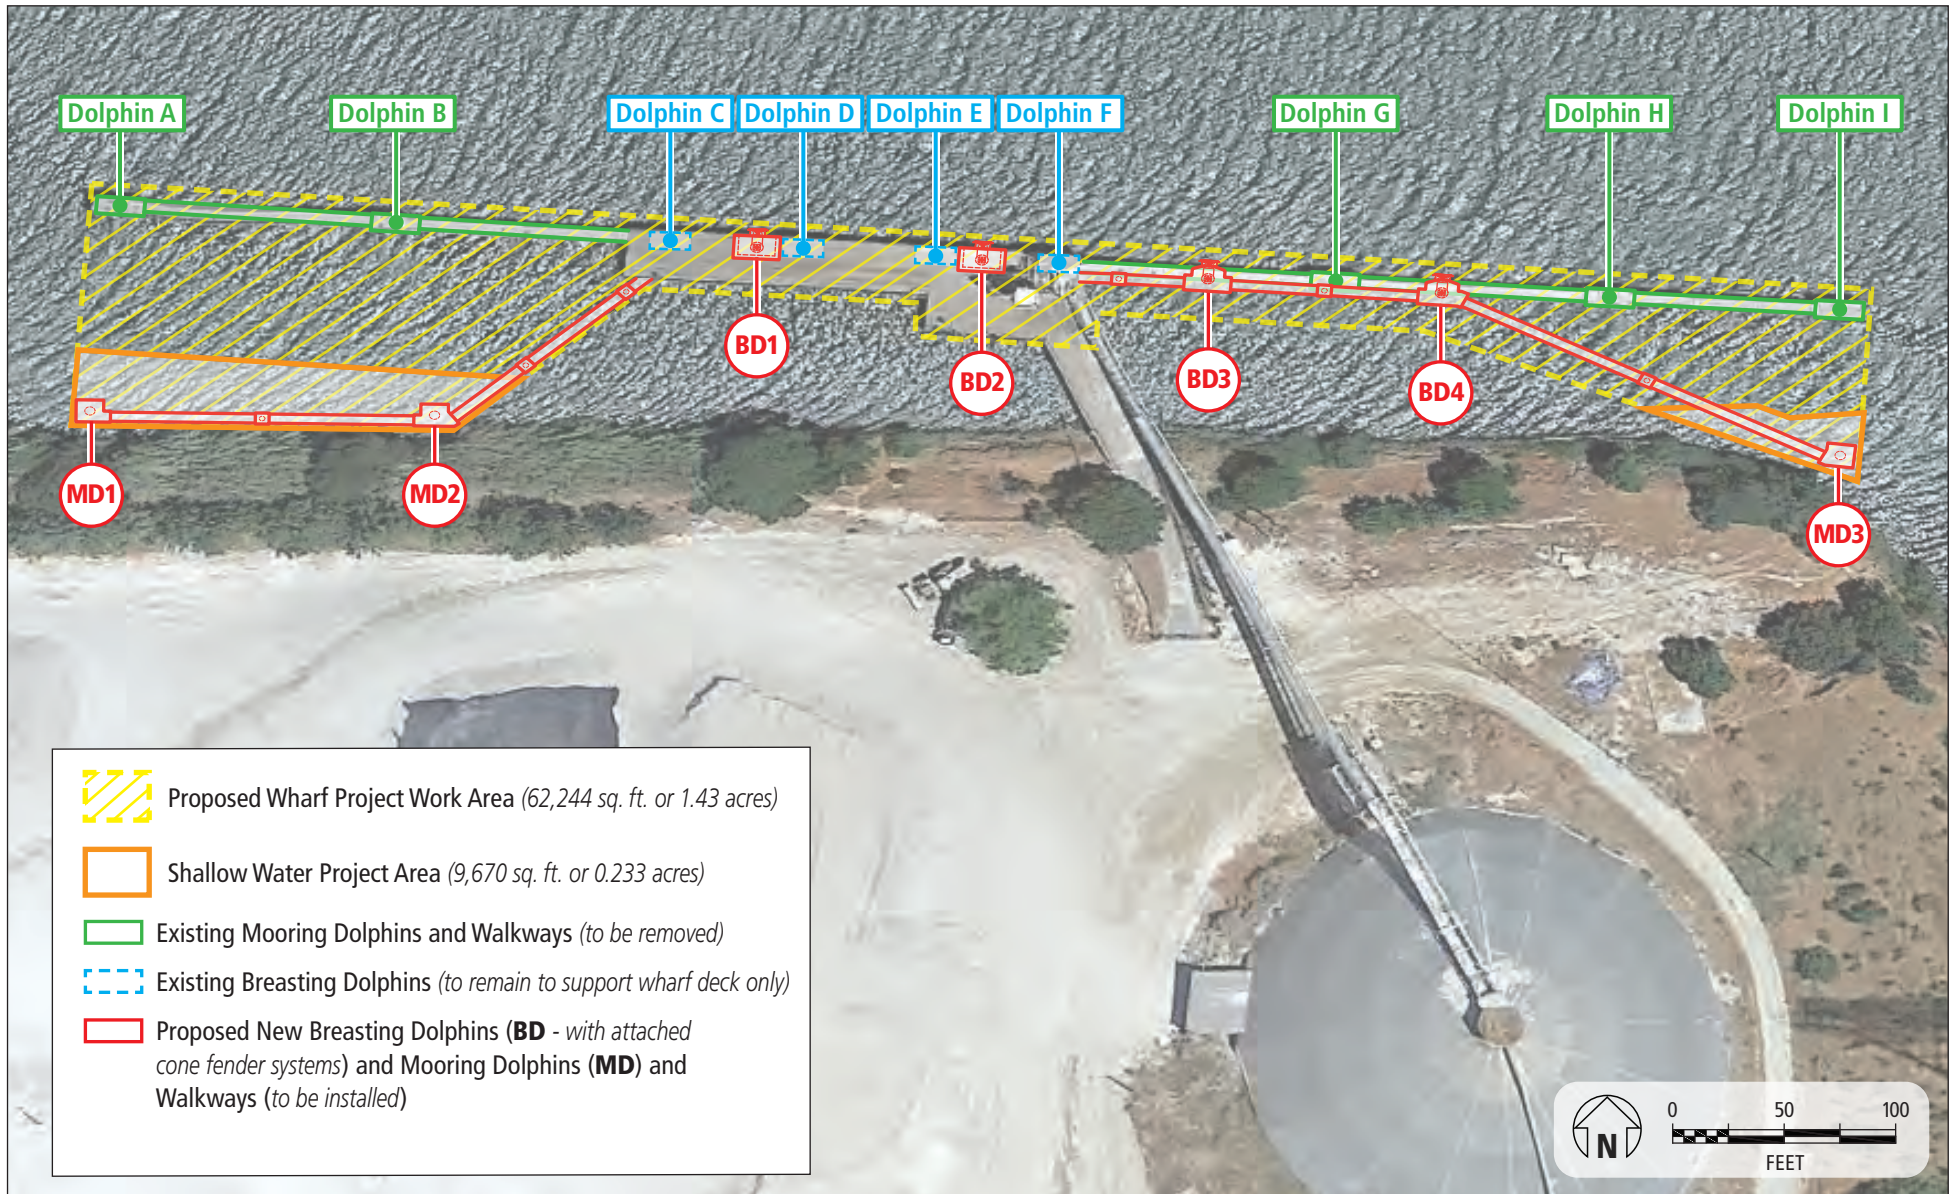 Dolphin A
Dolphin B
Dolphin C
Dolphin D
Dolphin E
Dolphin F
Dolphin G
Dolphin H
Dolphin I
BD1
BD2
BD3
BD4
MD1
MD2
MD3
Proposed Wharf Project Work Area (62,244 sq. ft. or 1.43 acres)
Shallow Water Project Area (9,670 sq. ft. or 0.233 acres)
Existing Mooring Dolphins and Walkways (to be removed)
Existing Breasting Dolphins (to remain to support wharf deck only)
Proposed New Breasting Dolphins (BD - with attached
cone fender systems) and Mooring Dolphins (MD) and
Walkways (to be installed)
N
0 50 100
FEET